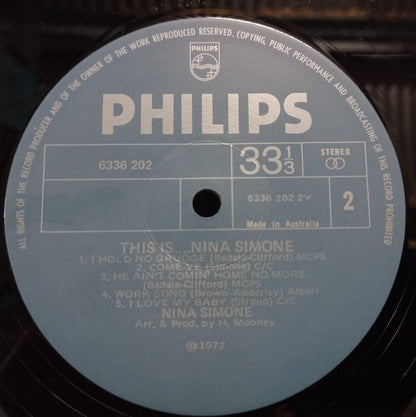 ALL RIGHTS OF THE RECORD PRODUCER AND OF THE OWNER OF THE WORK REPRODUCED RESERVED. COPYING, PUBLIC PERFORMANCE AND BROADCASTING OF THIS RECORD PROHIBITED
PHILIPS
PHILIPS
6336 202
33 1/3
STEREO
6336 202 2Y
2
Made in Australia
THIS IS....NINA SIMONE
1. I HOLD NO GRUDGE (Badale-Clifford) MCPS
2. COME YE (Simone) C/C
3. HE AIN'T COMIN' HOME NO MORE
(Badale-Clifford) MCPS
4. WORK SONG (Brown-Adderley) Albert
5. I LOVE MY BABY (Stroud) C/C
NINA SIMONE
Arr. & Prod. by H. Mooney
℗ 1972